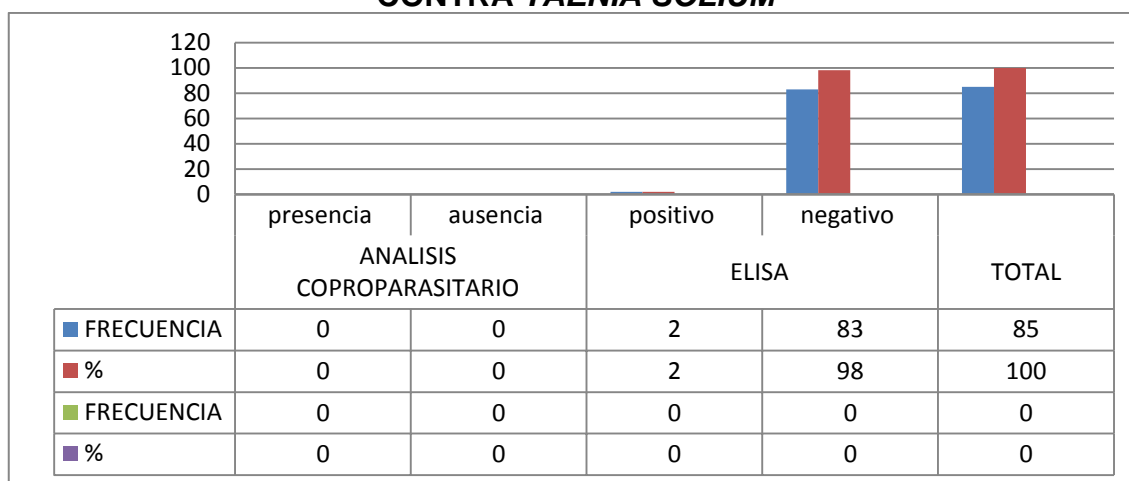 CONTRA TAENIA SOLIUM
120
100
80
60
40
20
0
presencia ausencia positivo negativo
ANALISIS
COPROPARASITARIO ELISA TOTAL
FRECUENCIA 0 0 2 83 85
% 0 0 2 98 100
FRECUENCIA 0 0 0 0 0
% 0 0 0 0 0